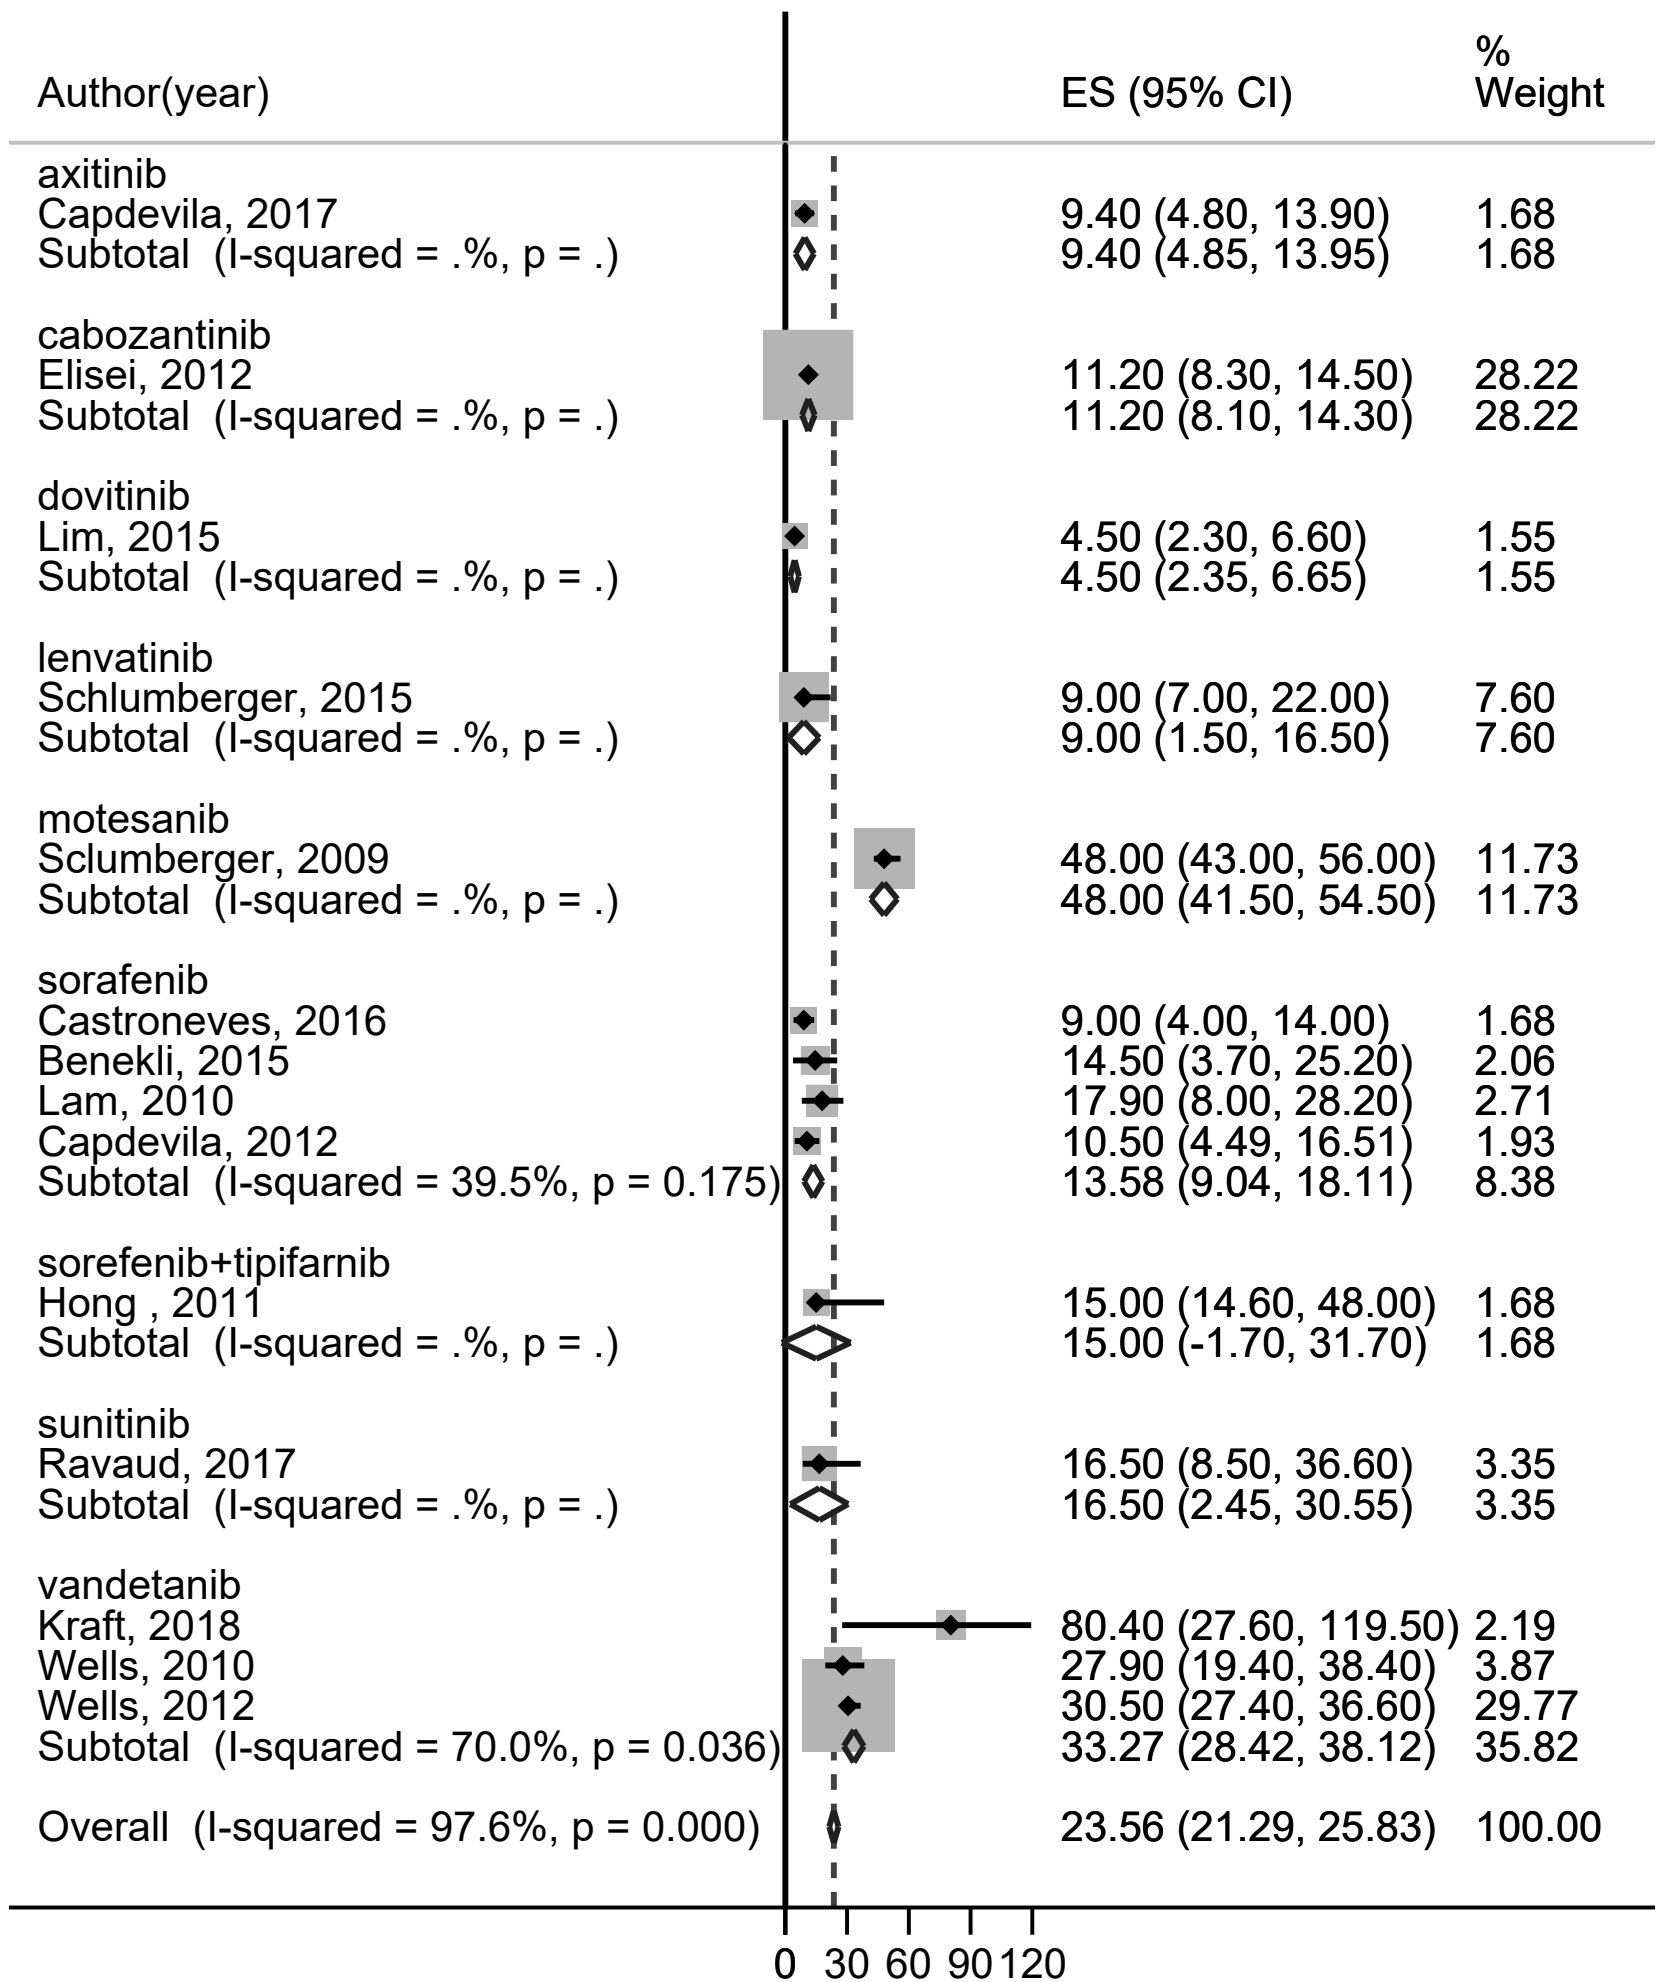 %
Author(year) ES (95% CI) Weight
axitinib
Capdevila, 2017 9.40 (4.80, 13.90) 1.68
Subtotal (I-squared = .%, p = .) 9.40 (4.85, 13.95) 1.68
cabozantinib
Elisei, 2012 11.20 (8.30, 14.50) 28.22
Subtotal (I-squared = .%, p = .) 11.20 (8.10, 14.30) 28.22
dovitinib
Lim, 2015 4.50 (2.30, 6.60) 1.55
Subtotal (I-squared = .%, p = .) 4.50 (2.35, 6.65) 1.55
lenvatinib
Schlumberger, 2015 9.00 (7.00, 22.00) 7.60
Subtotal (I-squared = .%, p = .) 9.00 (1.50, 16.50) 7.60
motesanib
Sclumberger, 2009 48.00 (43.00, 56.00) 11.73
Subtotal (I-squared = .%, p = .) 48.00 (41.50, 54.50) 11.73
sorafenib
Castroneves, 2016 9.00 (4.00, 14.00) 1.68
Benekli, 2015 14.50 (3.70, 25.20) 2.06
Lam, 2010 17.90 (8.00, 28.20) 2.71
Capdevila, 2012 10.50 (4.49, 16.51) 1.93
Subtotal (I-squared = 39.5%, p = 0.175) 13.58 (9.04, 18.11) 8.38
sorefenib+tipifarnib
Hong , 2011 15.00 (14.60, 48.00) 1.68
Subtotal (I-squared = .%, p = .) 15.00 (-1.70, 31.70) 1.68
sunitinib
Ravaud, 2017 16.50 (8.50, 36.60) 3.35
Subtotal (I-squared = .%, p = .) 16.50 (2.45, 30.55) 3.35
vandetanib
Kraft, 2018 80.40 (27.60, 119.50) 2.19
Wells, 2010 27.90 (19.40, 38.40) 3.87
Wells, 2012 30.50 (27.40, 36.60) 29.77
Subtotal (I-squared = 70.0%, p = 0.036) 33.27 (28.42, 38.12) 35.82
Overall (I-squared = 97.6%, p = 0.000) 23.56 (21.29, 25.83) 100.00
0 30 60 90 120